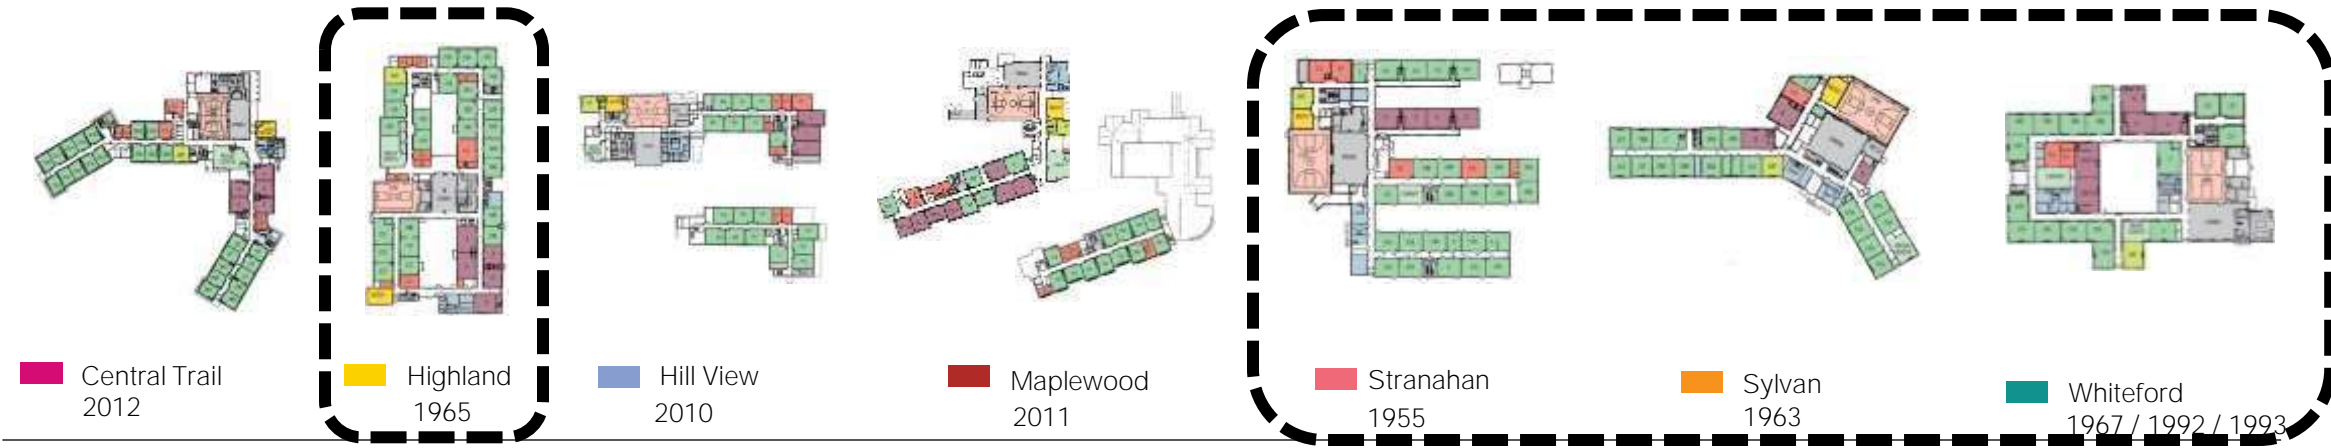 Central Trail
2012
Highland
1965
Hill View
2010
Maplewood
2011
Stranahan
1955
Sylvan
1963
Whiteford
1967 / 1992 / 1993